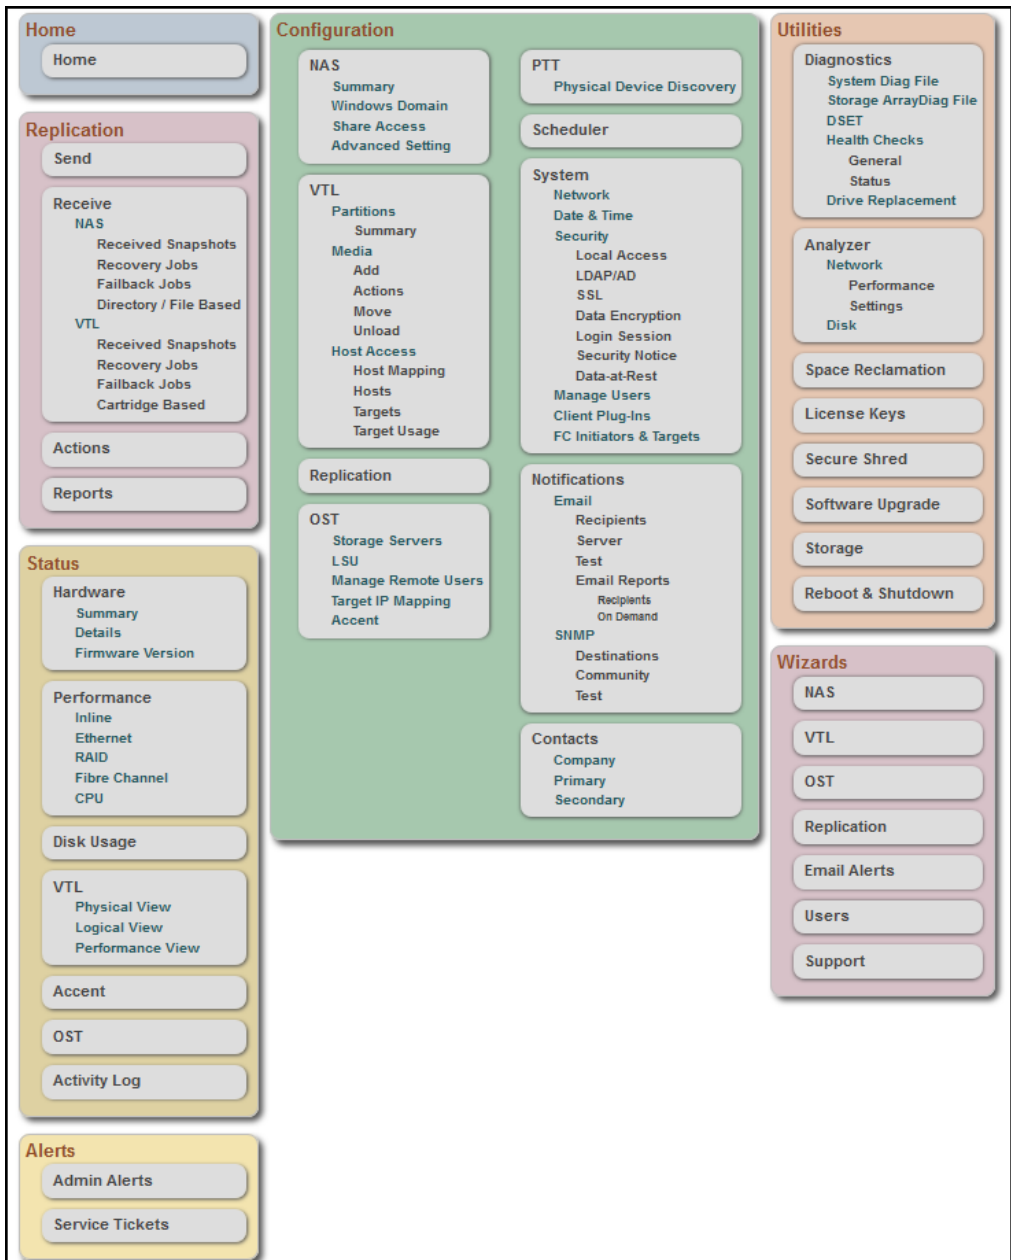 Home
Home
Replication
Send
Receive
NAS
Received Snapshots
Recovery Jobs
Failback Jobs
Directory / File Based
VTL
Received Snapshots
Recovery Jobs
Failback Jobs
Cartridge Based
Actions
Reports
Status
Hardware
Summary
Details
Firmware Version
Performance
Inline
Ethernet
RAID
Fibre Channel
CPU
Disk Usage
VTL
Physical View
Logical View
Performance View
Accent
OST
Activity Log
Alerts
Admin Alerts
Service Tickets
Configuration
NAS
Summary
Windows Domain
Share Access
Advanced Setting
VTL
Partitions
Summary
Media
Add
Actions
Move
Unload
Host Access
Host Mapping
Hosts
Targets
Target Usage
Replication
OST
Storage Servers
LSU
Manage Remote Users
Target IP Mapping
Accent
PTT
Physical Device Discovery
Scheduler
System
Network
Date & Time
Security
Local Access
LDAP/AD
SSL
Data Encryption
Login Session
Security Notice
Data-at-Rest
Manage Users
Client Plug-Ins
FC Initiators & Targets
Notifications
Email
Recipients
Server
Test
Email Reports
Recipients
On Demand
SNMP
Destinations
Community
Test
Contacts
Company
Primary
Secondary
Utilities
Diagnostics
System Diag File
Storage ArrayDiag File
DSET
Health Checks
General
Status
Drive Replacement
Analyzer
Network
Performance
Settings
Disk
Space Reclamation
License Keys
Secure Shred
Software Upgrade
Storage
Reboot & Shutdown
Wizards
NAS
VTL
OST
Replication
Email Alerts
Users
Support